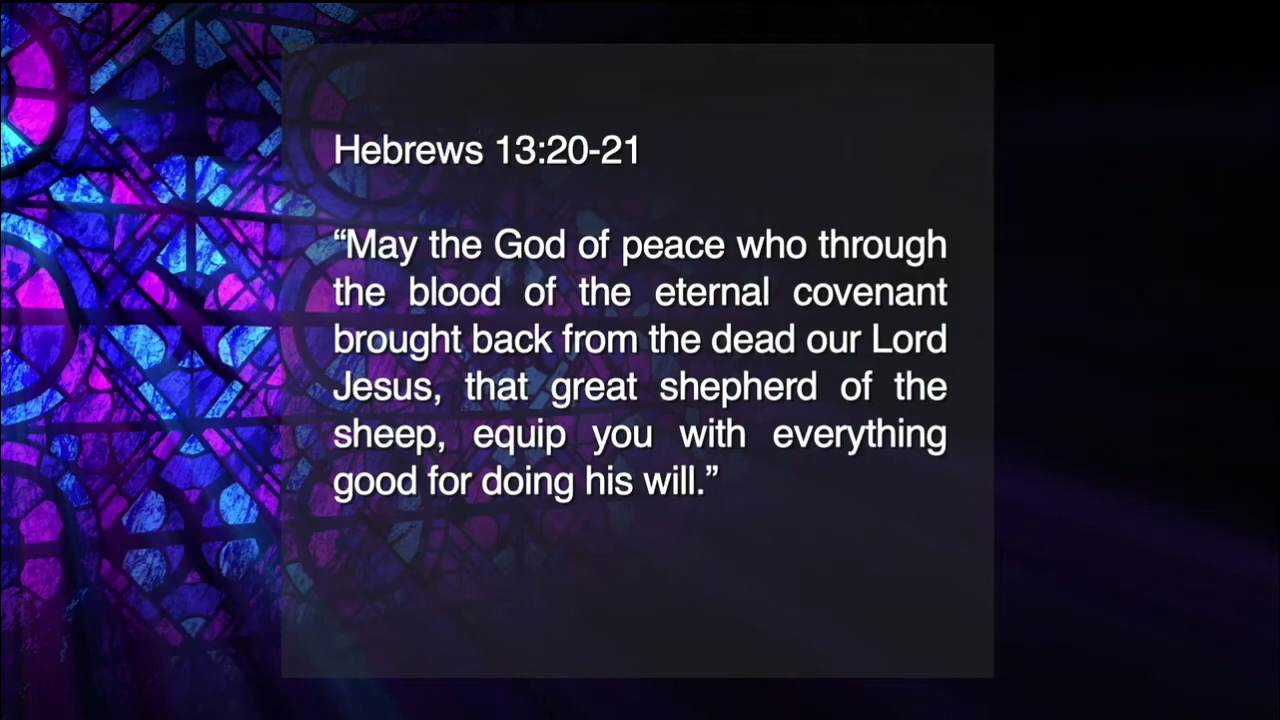 Hebrews 13:20-21
“May the God of peace who through
the blood of the eternal covenant
brought back from the dead our Lord
Jesus, that great shepherd of the
sheep, equip you with everything
good for doing his will.”